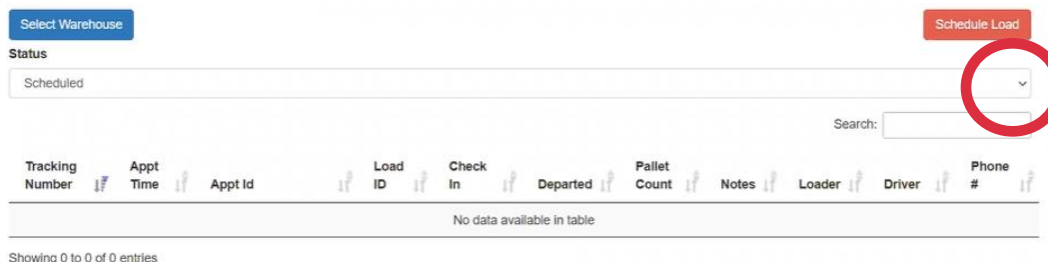 Select Warehouse
Schedule Load
Status
Scheduled
Search:
Tracking Number
Appt Time
Appt Id
Load ID
Check In
Departed
Pallet Count
Notes
Loader
Driver
Phone #
No data available in table
Showing 0 to 0 of 0 entries